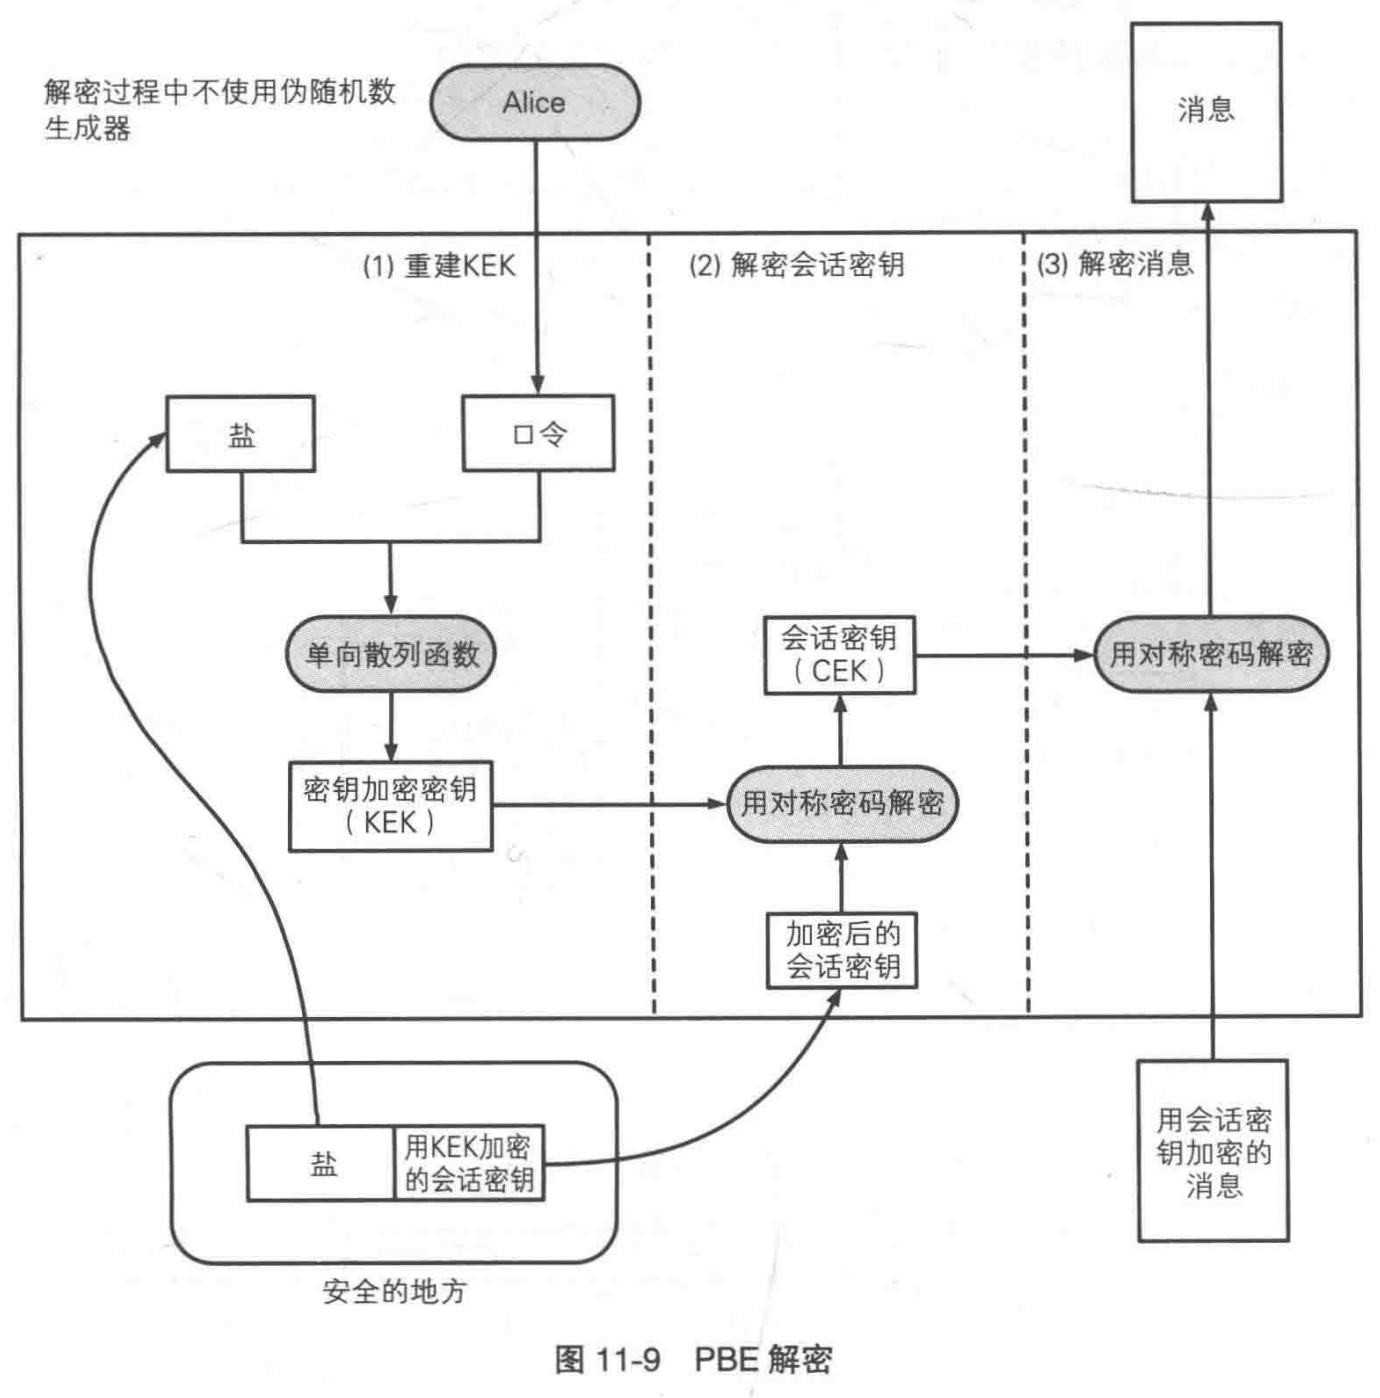 解密过程中不使用伪随机数
生成器
Alice
消息
(1) 重建KEK
(2) 解密会话密钥
(3) 解密消息
盐
口令
单向散列函数
会话密钥
（CEK）
用对称密码解密
密钥加密密钥
（KEK）
用对称密码解密
加密后的
会话密钥
盐
用KEK加密
的会话密钥
用会话密
钥加密的
消息
安全的地方
图 11-9 PBE 解密